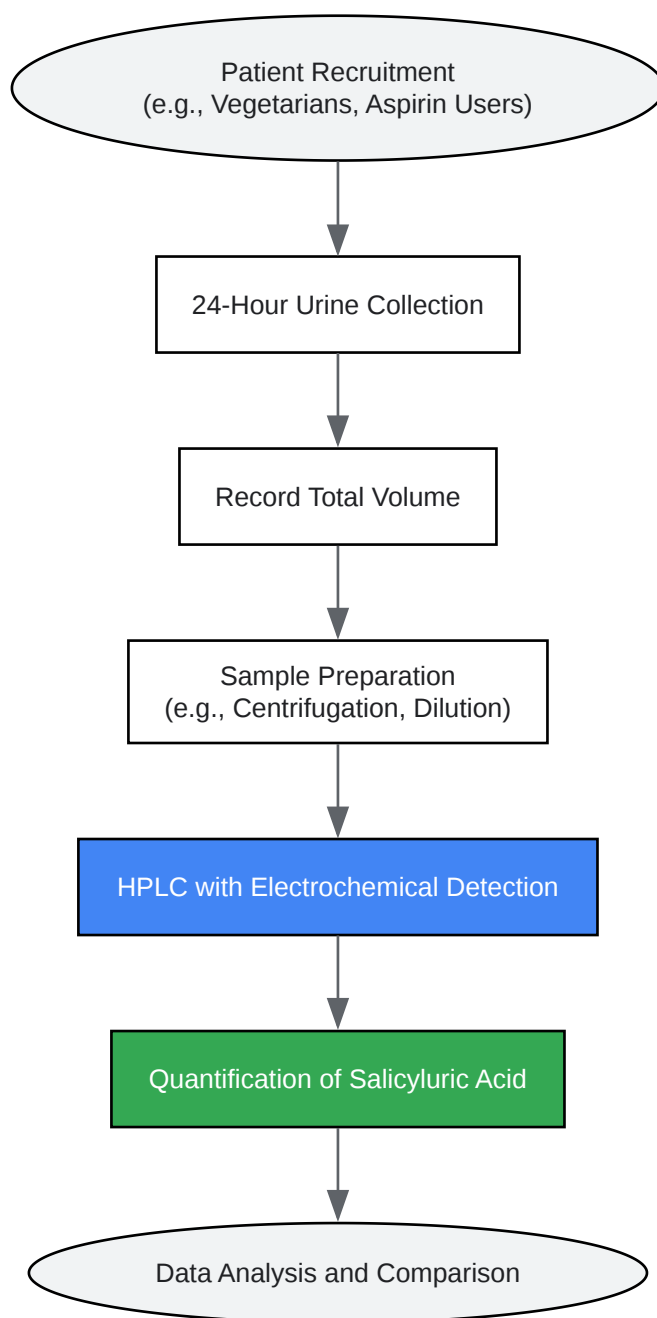 Patient Recruitment
(e.g., Vegetarians, Aspirin Users)
24-Hour Urine Collection
Record Total Volume
Sample Preparation
(e.g., Centrifugation, Dilution)
HPLC with Electrochemical Detection
Quantification of Salicyluric Acid
Data Analysis and Comparison